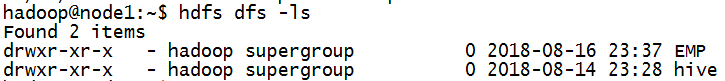 hadoop@node1:~$ hdfs dfs -ls
Found 2 items
drwxr-xr-x   - hadoop supergroup          0 2018-08-16 23:37 EMP
drwxr-xr-x   - hadoop supergroup          0 2018-08-14 23:28 hive